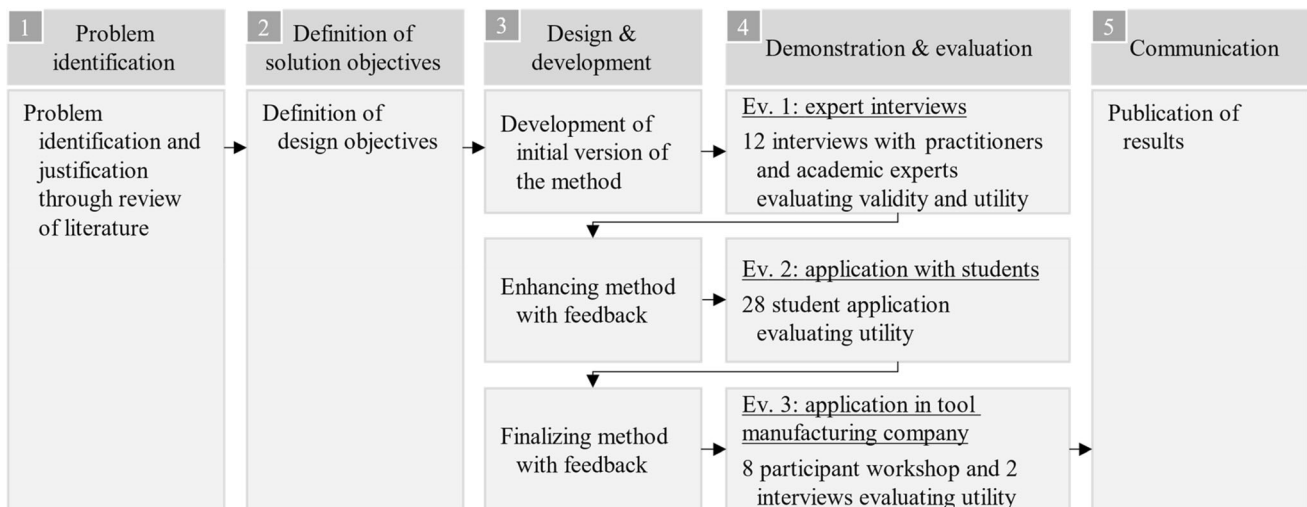 1
Problem
identification
2
Definition of
solution objectives
3
Design &
development
4
Demonstration & evaluation
5
Communication
Problem
identification and
justification
through review
of literature
Definition of
design objectives
Development of
initial version of
the method
Ev. 1: expert interviews
12 interviews with practitioners
and academic experts
evaluating validity and utility
Publication of
results
Enhancing method
with feedback
Ev. 2: application with students
28 student application
evaluating utility
Finalizing method
with feedback
Ev. 3: application in tool
manufacturing company
8 participant workshop and 2
interviews evaluating utility